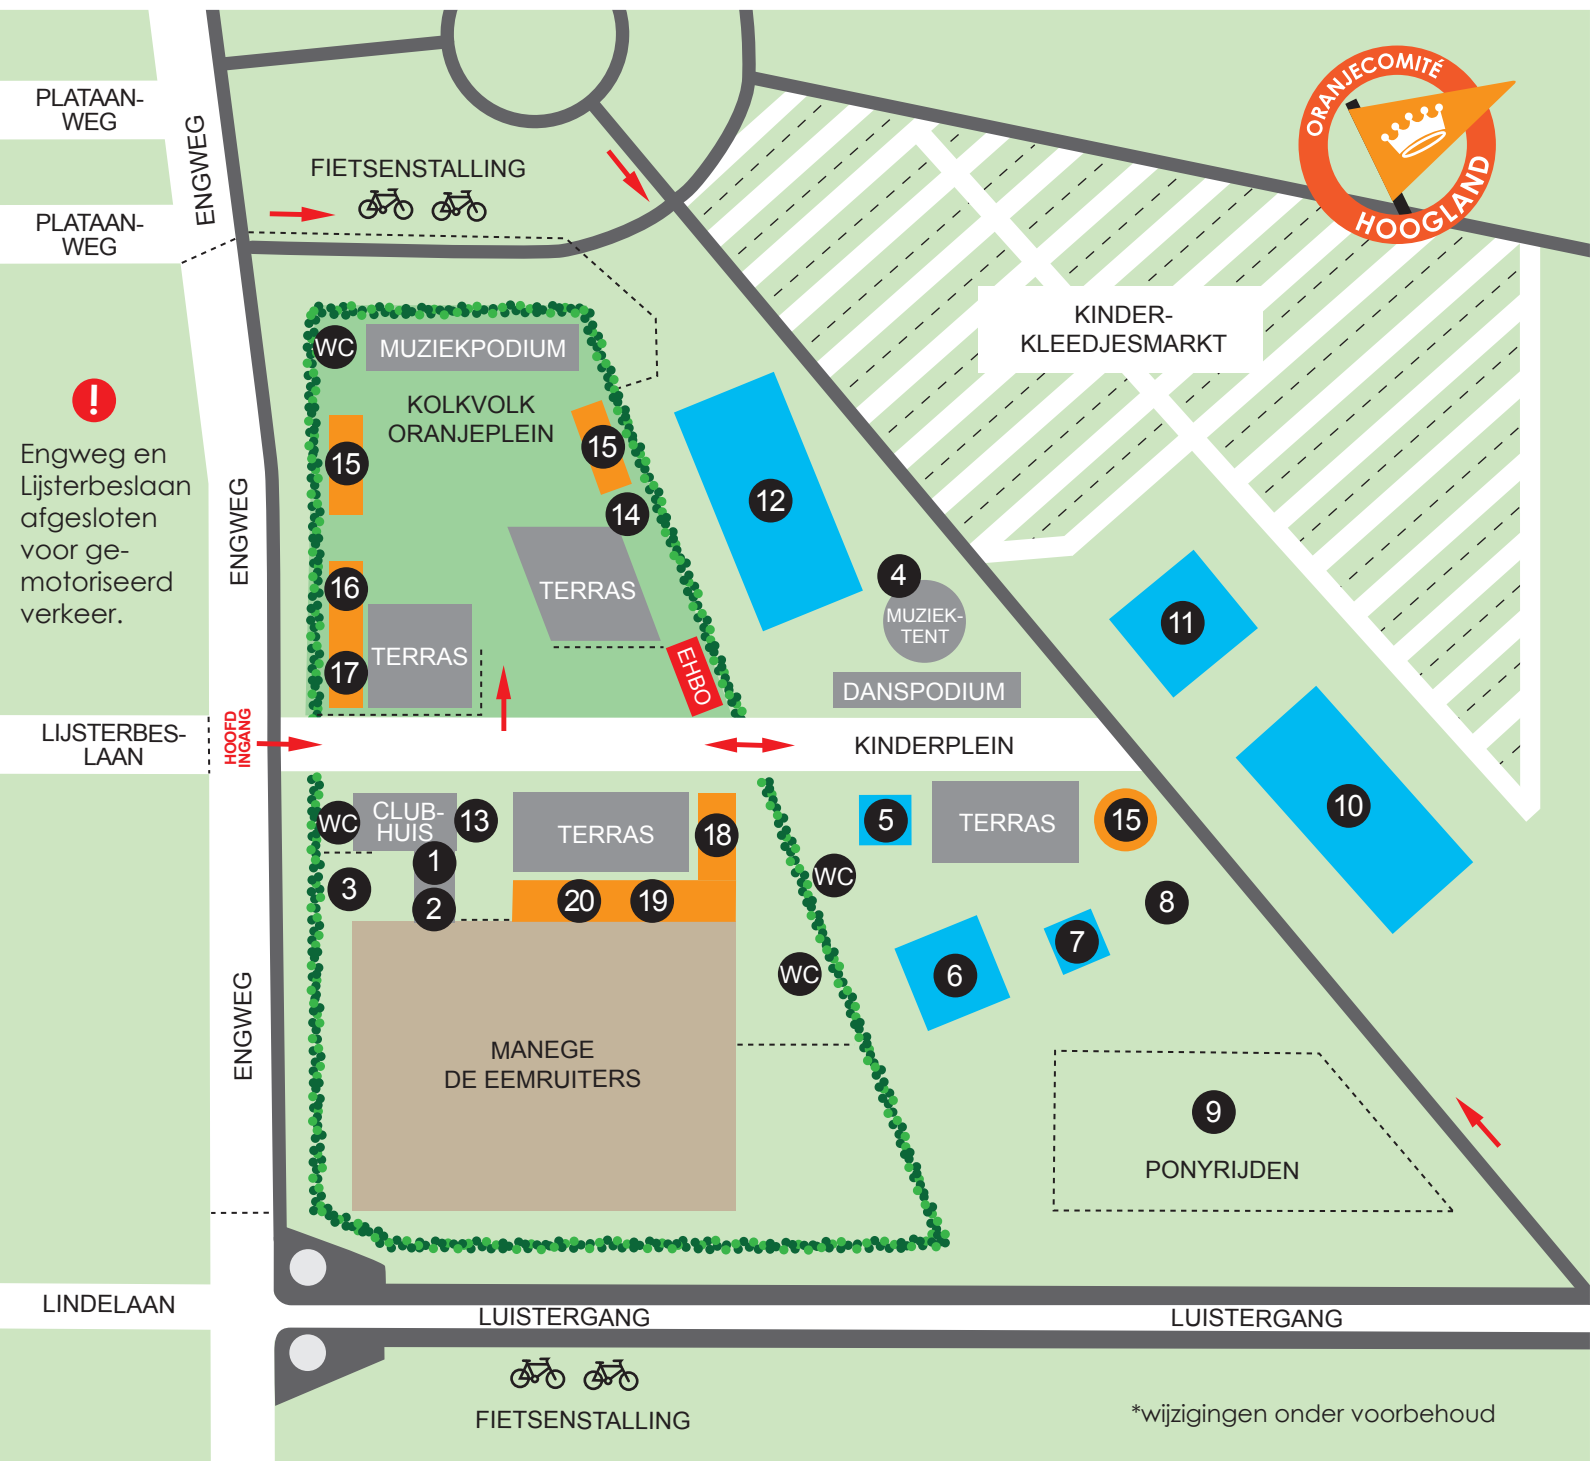 PLATAAN-
WEG
ENGWEG
FIETSENSTALLING
PLATAAN-
WEG
ORANJECOMITÉ
HOOGLAND
KINDER-
KLEEDJESMARKT
WC
MUZIEKPODIUM
KOLKVOLK
ORANJEPLEIN
!
Engweg en
Lijsterbeslaan
afgesloten
voor ge-
motoriseerd
verkeer.
ENGWEG
15
15
14
12
16
TERRAS
4
MUZIEK-
TENT
11
17
TERRAS
EHBO
DANSPODIUM
LIJSTERBES-
LAAN
HOOFD
INGANG
KINDERPLEIN
WC
CLUB-
HUIS
13
TERRAS
18
5
TERRAS
15
10
1
3
2
20
19
WC
8
7
6
WC
ENGWEG
MANEGE
DE EEMRUITERS
9
PONYRIJDEN
LINDELAAN
LUISTERGANG
LUISTERGANG
FIETSENSTALLING
*wijzigingen onder voorbehoud